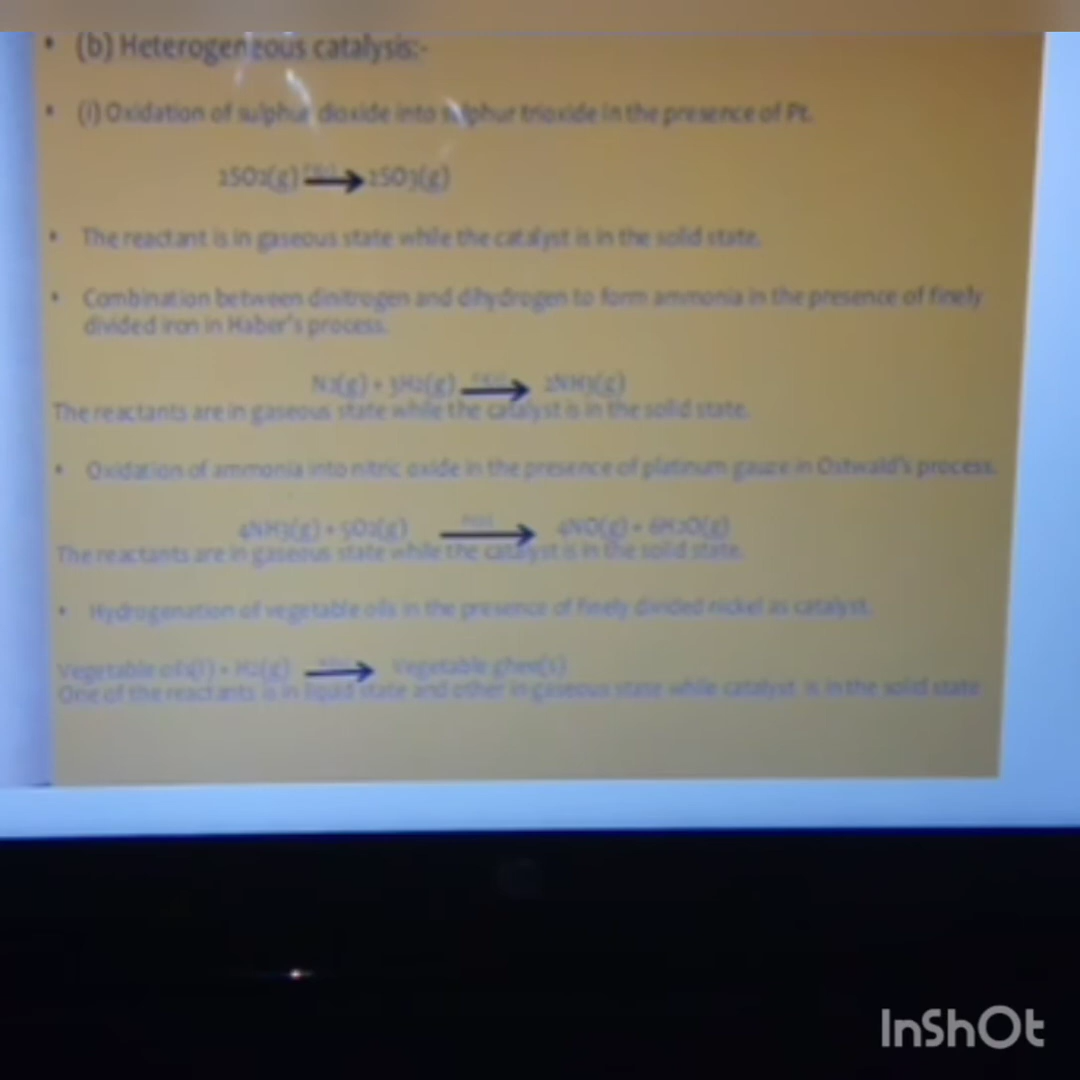 • (b) Heterogeneous catalysis:-
• (i) Oxidation of sulphur dioxide into sulphur trioxide in the presence of Pt.
2SO2(g) 2SO3(g)
• The reactant is in gaseous state while the catalyst is in the solid state.
• Combination between dinitrogen and dihydrogen to form ammonia in the presence of finely
divided iron in Haber's process.
N2(g) + 3H2(g) 2NH3(g)
The reactants are in gaseous state while the catalyst is in the solid state.
• Oxidation of ammonia into nitric oxide in the presence of platinum gauze in Ostwald's process.
4NH3(g) + 5O2(g) 4NO(g) + 6H2O(g)
The reactants are in gaseous state while the catalyst is in the solid state.
• Hydrogenation of vegetable oils in the presence of finely divided nickel as catalyst.
Vegetable oils(l) + H2(g) Vegetable ghee(s)
One of the reactants is in liquid state and other in gaseous state while catalyst is in the solid state
InShOt